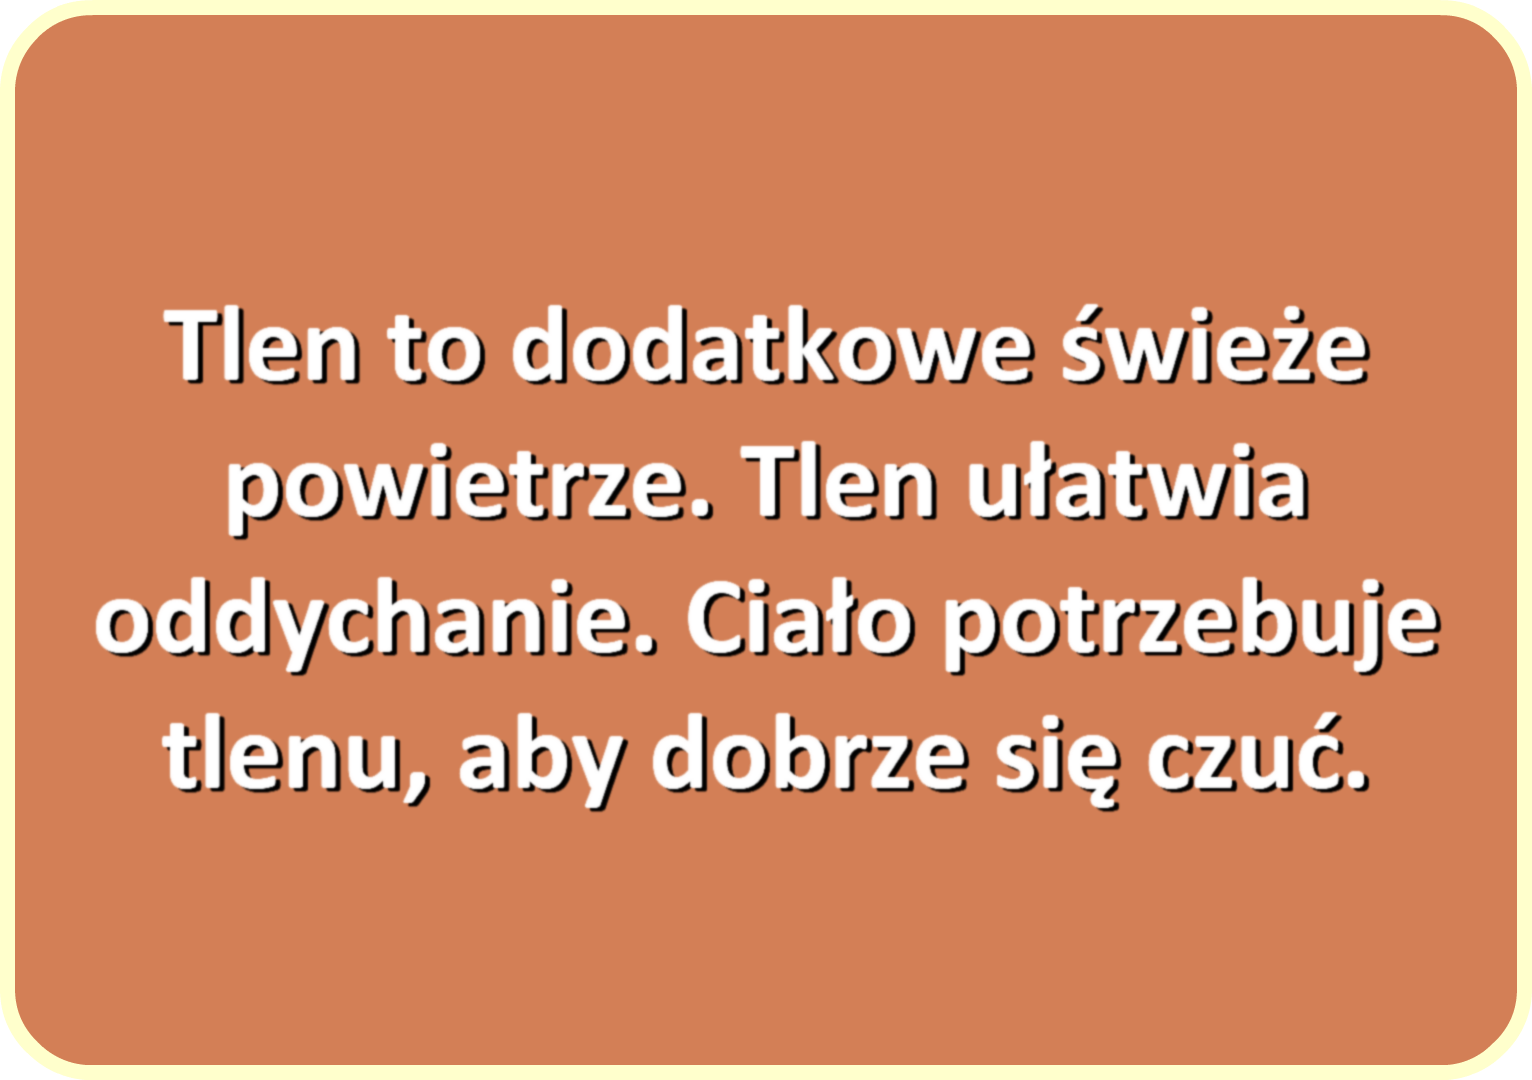 Tlen to dodatkowe świeże
powietrze. Tlen ułatwia
oddychanie. Ciało potrzebuje
tlenu, aby dobrze się czuć.